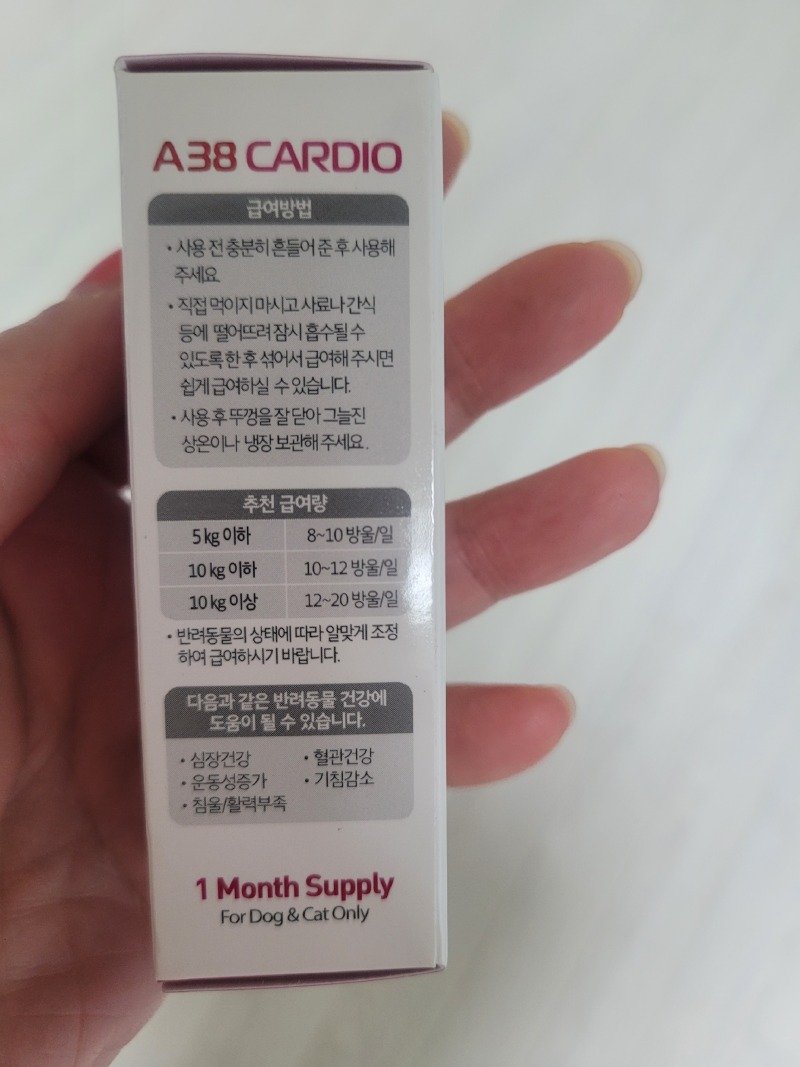 A38 CARDIO
급여방법
• 사용 전 충분히 흔들어 준 후 사용해
주세요.
• 직접 먹이지 마시고 사료나 간식
등에 떨어뜨려 잠시 흡수될 수
있도록 한 후 섞어서 급여해 주시면
쉽게 급여하실 수 있습니다.
• 사용 후 뚜껑을 잘 닫아 그늘진
상온이나 냉장 보관해 주세요.
추천 급여량
5 kg 이하 8~10 방울/일
10 kg 이하 10~12 방울/일
10 kg 이상 12~20 방울/일
• 반려동물의 상태에 따라 알맞게 조정
하여 급여하시기 바랍니다.
다음과 같은 반려동물 건강에
도움이 될 수 있습니다.
• 심장건강 • 혈관건강
• 운동성증가 • 기침감소
• 침울/활력부족
1 Month Supply
For Dog & Cat Only